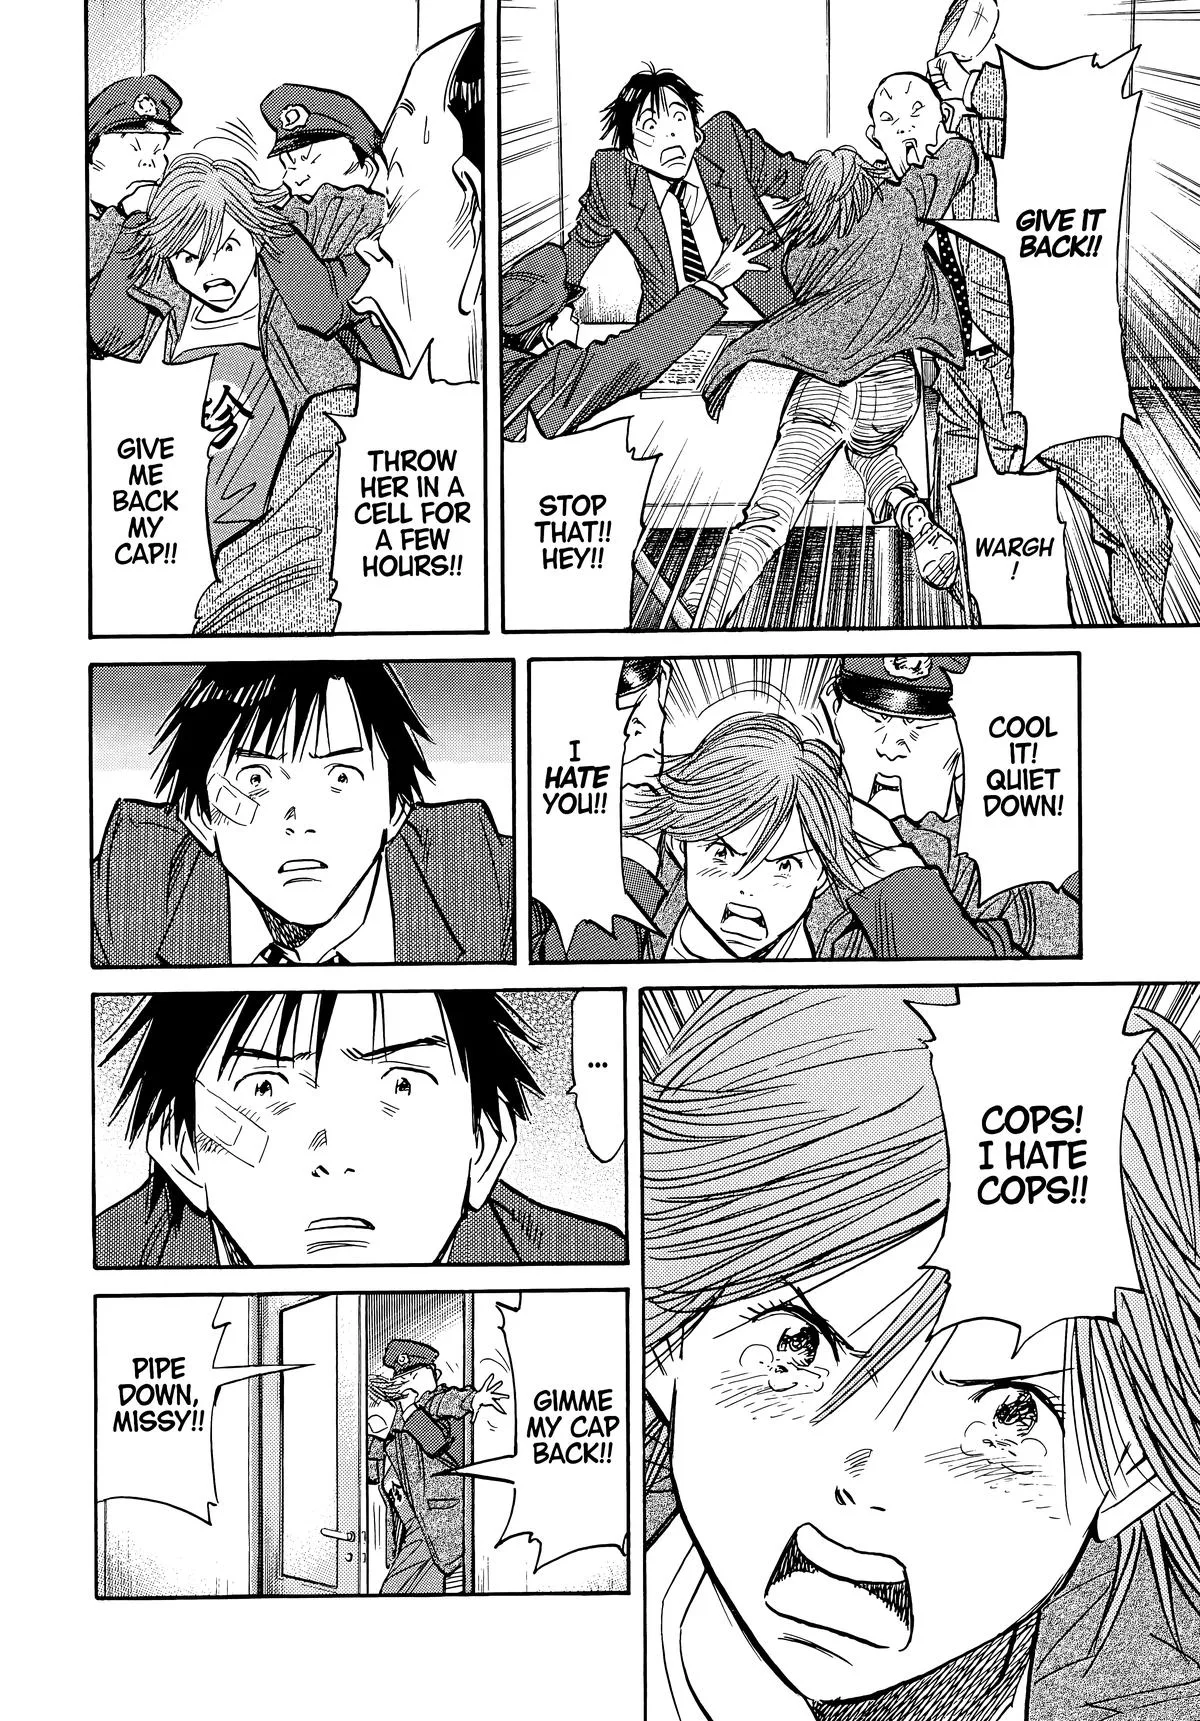 GIVE IT
BACK!!
WARGH
!
STOP
THAT!!
HEY!!
THROW
HER IN A
CELL FOR
A FEW
HOURS!!
GIVE
ME
BACK
MY
CAP!!
珍
COOL
IT!
QUIET
DOWN!
I
HATE
YOU!!
COPS!
I HATE
COPS!!
...
GIMME
MY CAP
BACK!!
PIPE
DOWN,
MISSY!!